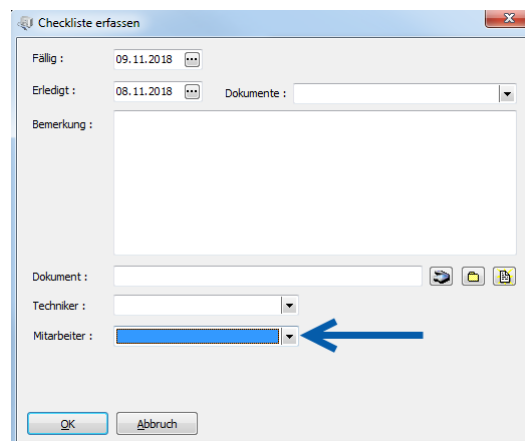 Checkliste erfassen
Fällig :
09.11.2018
Erledigt :
08.11.2018
Dokumente :
Bemerkung :
Dokument :
Techniker :
Mitarbeiter :
OK
Abbruch